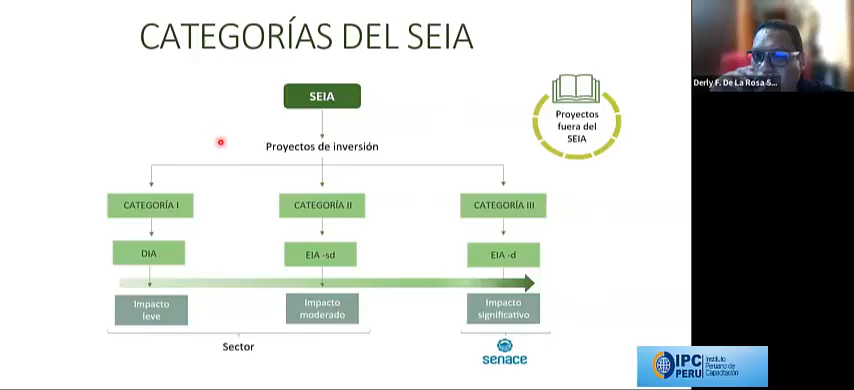 CATEGORÍAS DEL SEIA
SEIA
Proyectos
fuera del
SEIA
Proyectos de inversión
CATEGORÍA I
CATEGORÍA II
CATEGORÍA III
DIA
EIA -sd
EIA -d
Impacto
leve
Impacto
moderado
Impacto
significativo
Sector
senace
Derly F. De La Rosa S...
IPC
PERU
Instituto
Peruano de
Capacitación